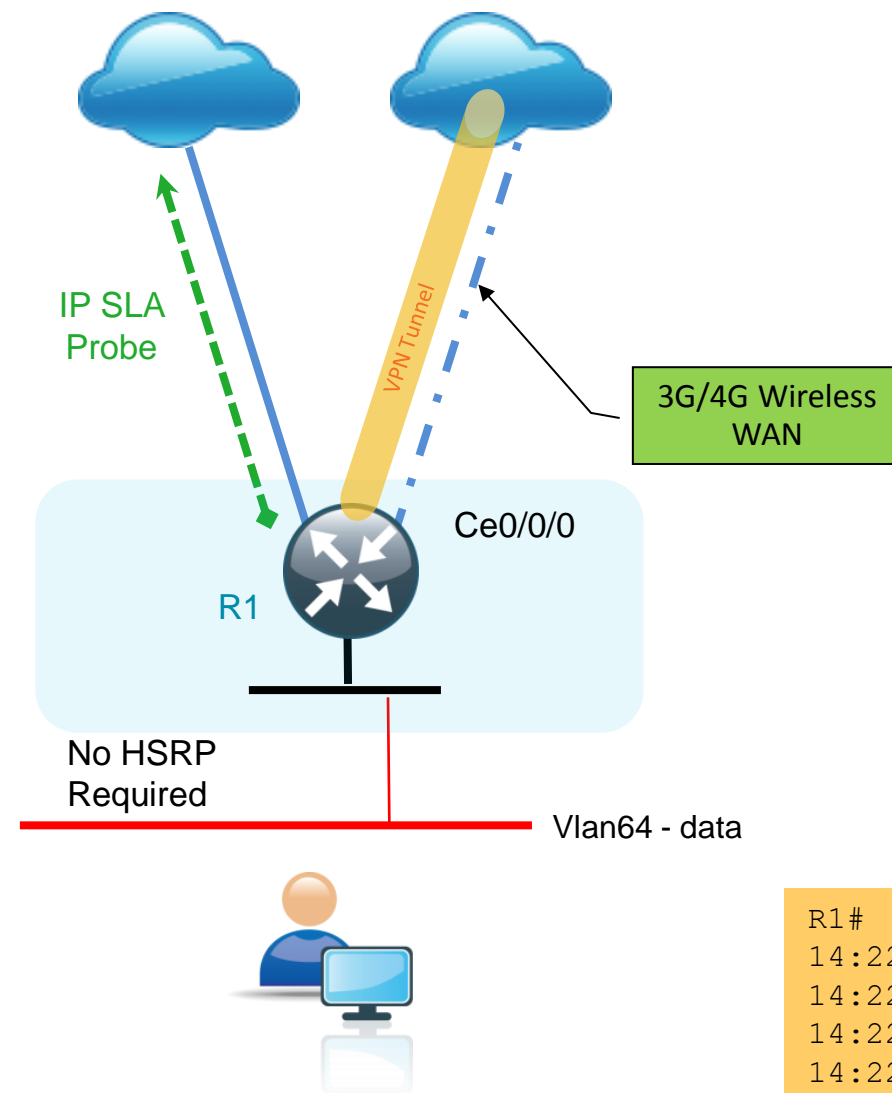 IP SLA
Probe
VPN Tunnel
3G/4G Wireless
WAN
Ce0/0/0
R1
No HSRP
Required
Vlan64 - data
R1#
14:22
14:22
14:22
14:22